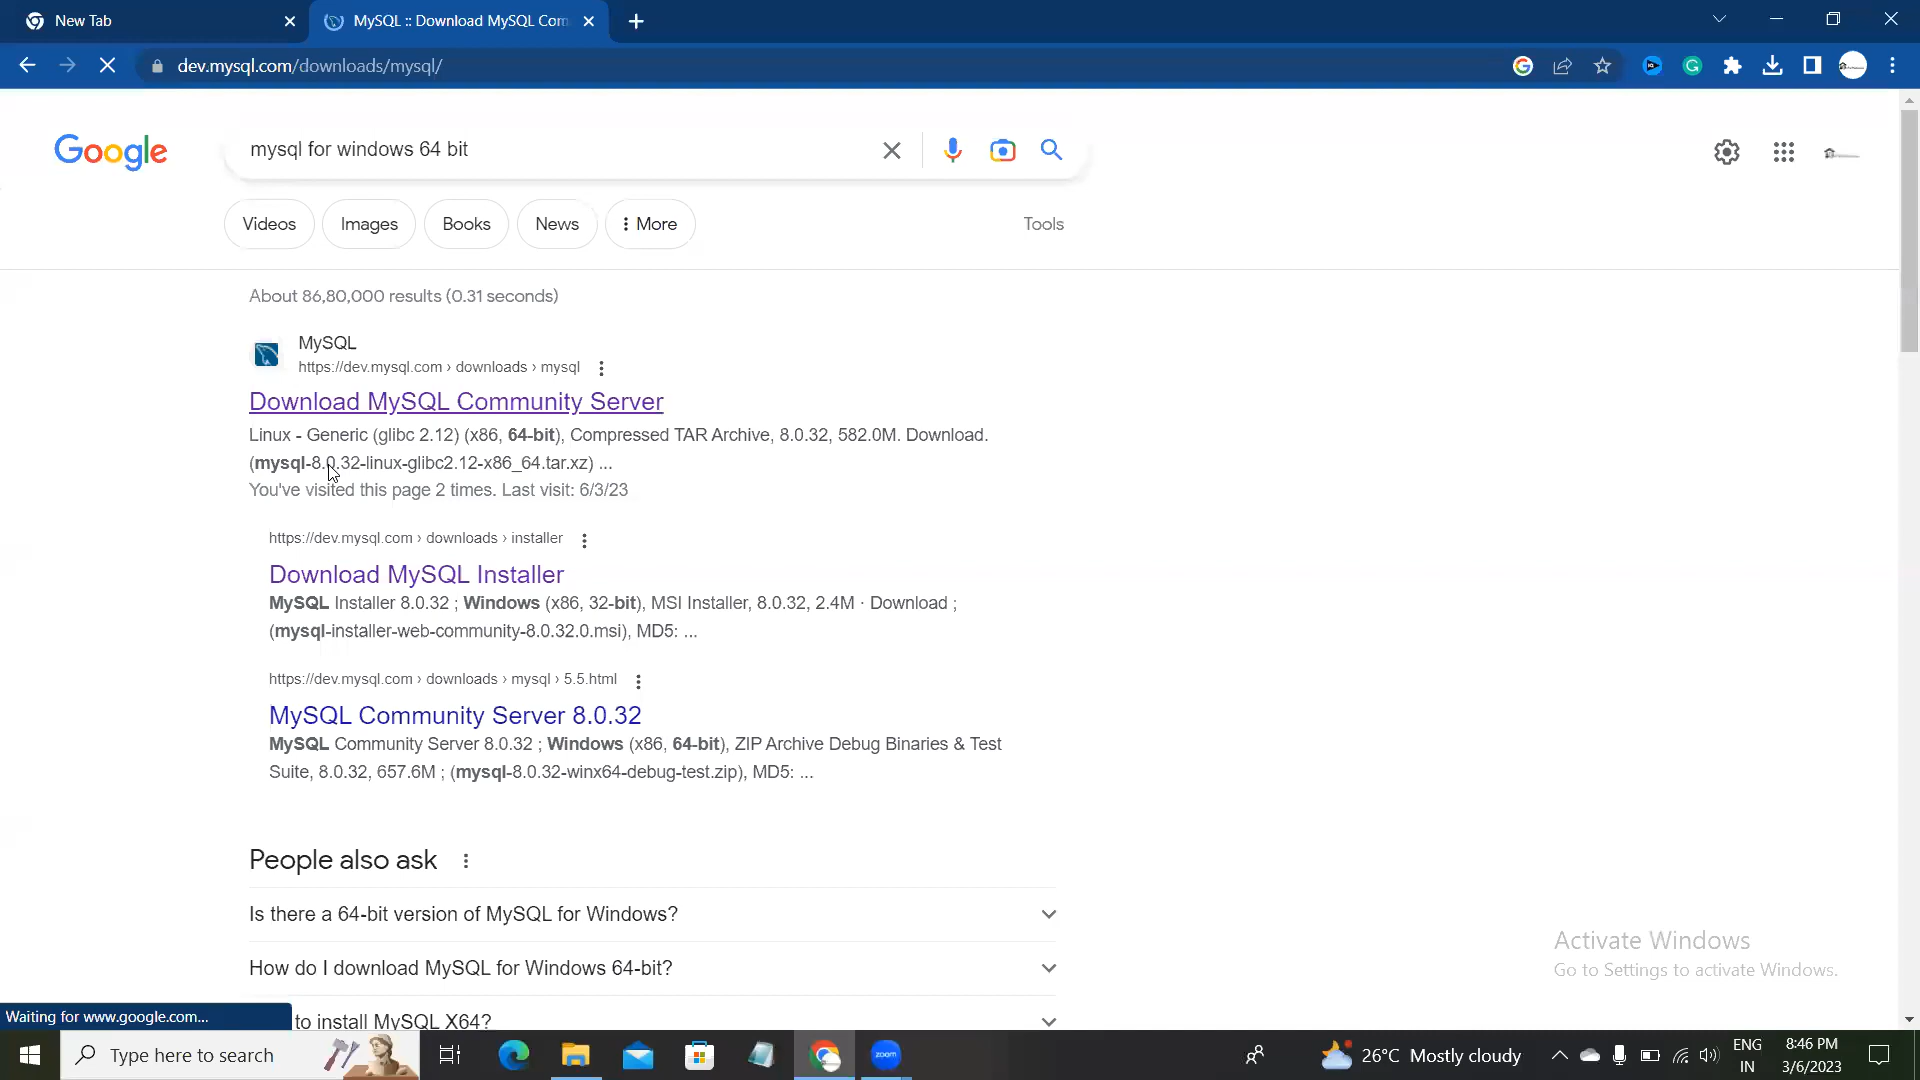 New Tab
MySQL :: Download MySQL Com
dev.mysql.com/downloads/mysql/
Google
mysql for windows 64 bit
Videos
Images
Books
News
More
Tools
About 86,80,000 results (0.31 seconds)
MySQL
https://dev.mysql.com › downloads › mysql
Download MySQL Community Server
Linux - Generic (glibc 2.12) (x86, 64-bit), Compressed TAR Archive, 8.0.32, 582.0M. Download.
(mysql-8.0.32-linux-glibc2.12-x86_64.tar.xz) ...
You've visited this page 2 times. Last visit: 6/3/23
https://dev.mysql.com › downloads › installer
Download MySQL Installer
MySQL Installer 8.0.32 ; Windows (x86, 32-bit), MSI Installer, 8.0.32, 2.4M · Download ;
(mysql-installer-web-community-8.0.32.0.msi), MD5: ...
https://dev.mysql.com › downloads › mysql › 5.5.html
MySQL Community Server 8.0.32
MySQL Community Server 8.0.32 ; Windows (x86, 64-bit), ZIP Archive Debug Binaries & Test
Suite, 8.0.32, 657.6M ; (mysql-8.0.32-winx64-debug-test.zip), MD5: ...
People also ask
Is there a 64-bit version of MySQL for Windows?
How do I download MySQL for Windows 64-bit?
to install MySQL X64?
Activate Windows
Go to Settings to activate Windows.
Waiting for www.google.com...
Type here to search
zoom
26°C Mostly cloudy
ENG
IN
8:46 PM
3/6/2023